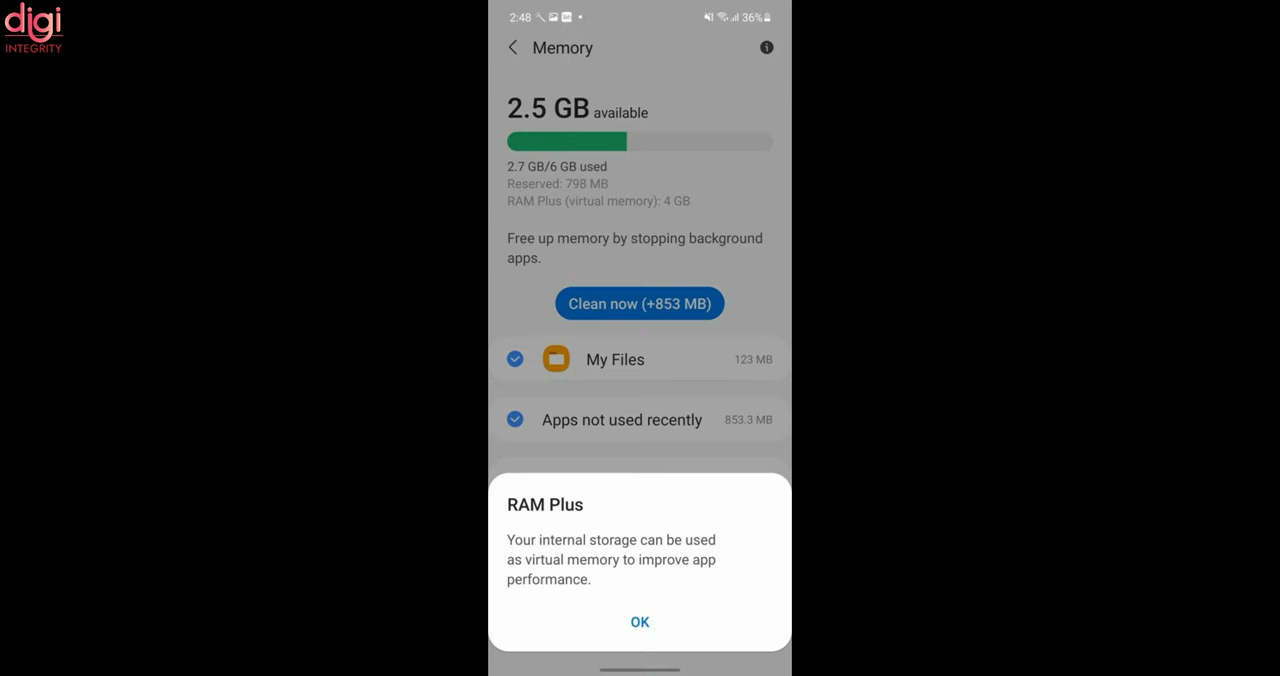 digi
INTEGRITY
2:48
36%
Memory
2.5 GB available
2.7 GB/6 GB used
Reserved: 798 MB
RAM Plus (virtual memory): 4 GB
Free up memory by stopping background
apps.
Clean now (+853 MB)
My Files
123 MB
Apps not used recently
853.3 MB
RAM Plus
Your internal storage can be used
as virtual memory to improve app
performance.
OK